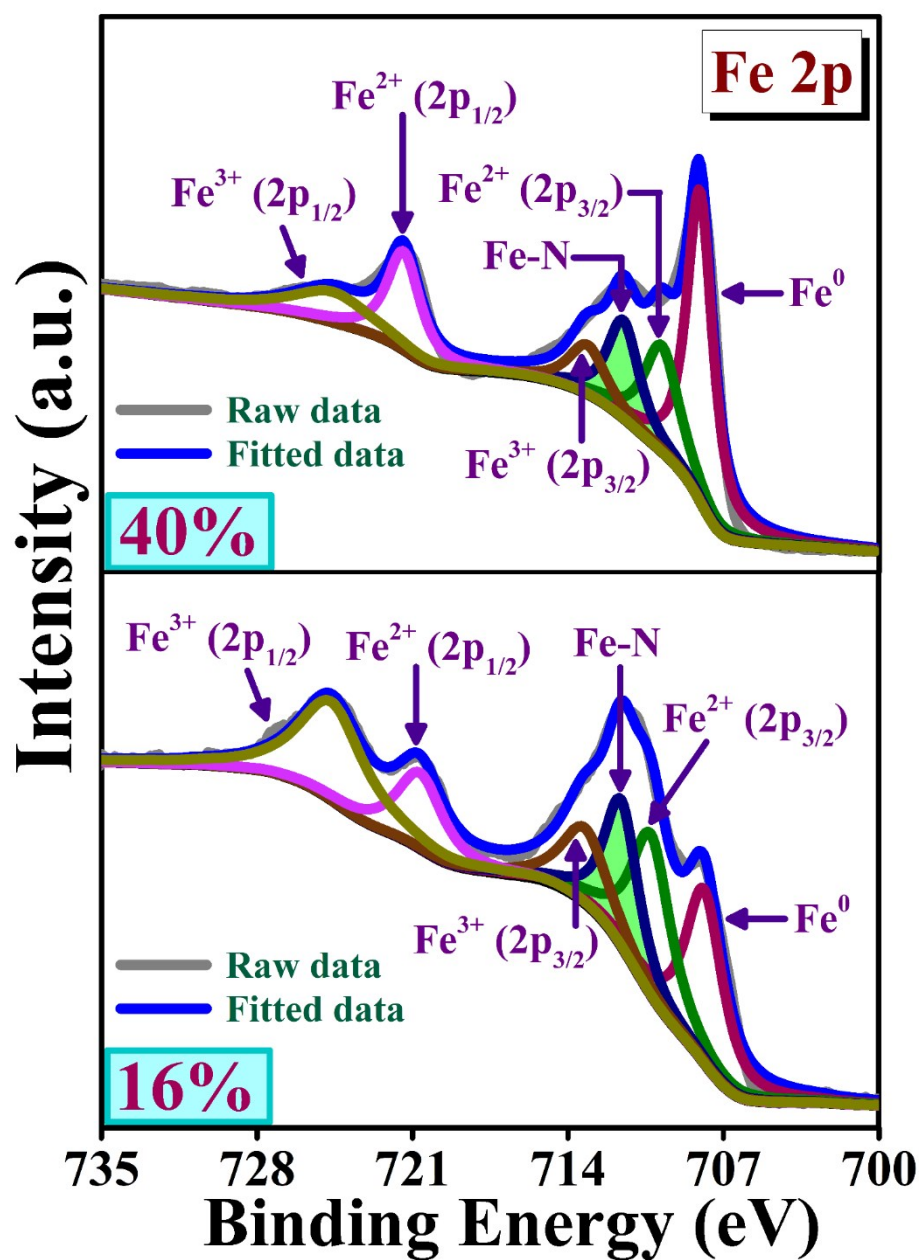 Fe 2p
Fe²⁺ (2p₁/₂)
Fe³⁺ (2p₁/₂)
Fe²⁺ (2p₃/₂)
Fe-N
Fe⁰
Fe³⁺ (2p₃/₂)
Raw data
Fitted data
40%
Fe³⁺ (2p₁/₂)
Fe²⁺ (2p₁/₂)
Fe-N
Fe²⁺ (2p₃/₂)
Fe⁰
Fe³⁺ (2p₃/₂)
Raw data
Fitted data
16%
735 728 721 714 707 700
Binding Energy (eV)
Intensity (a.u.)